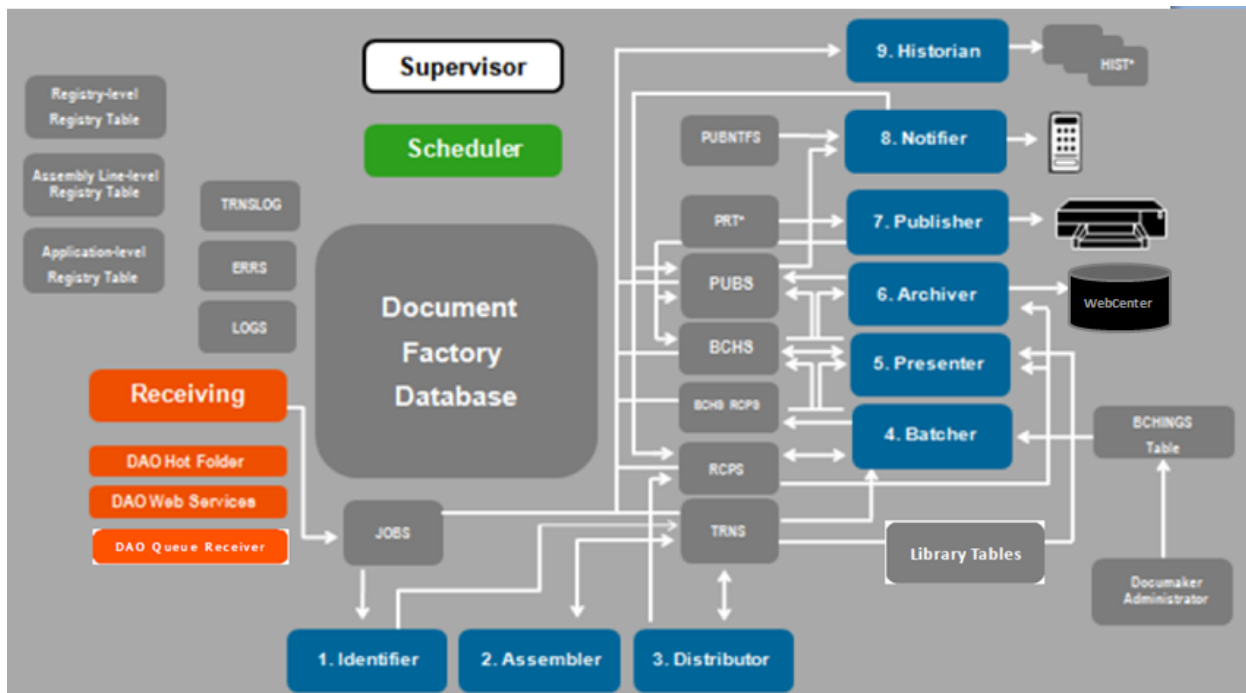 Supervisor
9. Historian
HIST*
Registry-level
Registry Table
Scheduler
PUBNTFS
8. Notifier
Assembly Line-level
Registry Table
TRNSLOG
PRT*
7. Publisher
Application-level
Registry Table
ERRS
PUBS
6. Archiver
WebCenter
LOGS
Document
Factory
Database
BCHS
5. Presenter
Receiving
BCHS RCPS
4. Batcher
BCHINGS
Table
DAO Hot Folder
RCPS
DAO Web Services
DAO Queue Receiver
JOBS
TRNS
Library Tables
Documaker
Administrator
1. Identifier
2. Assembler
3. Distributor